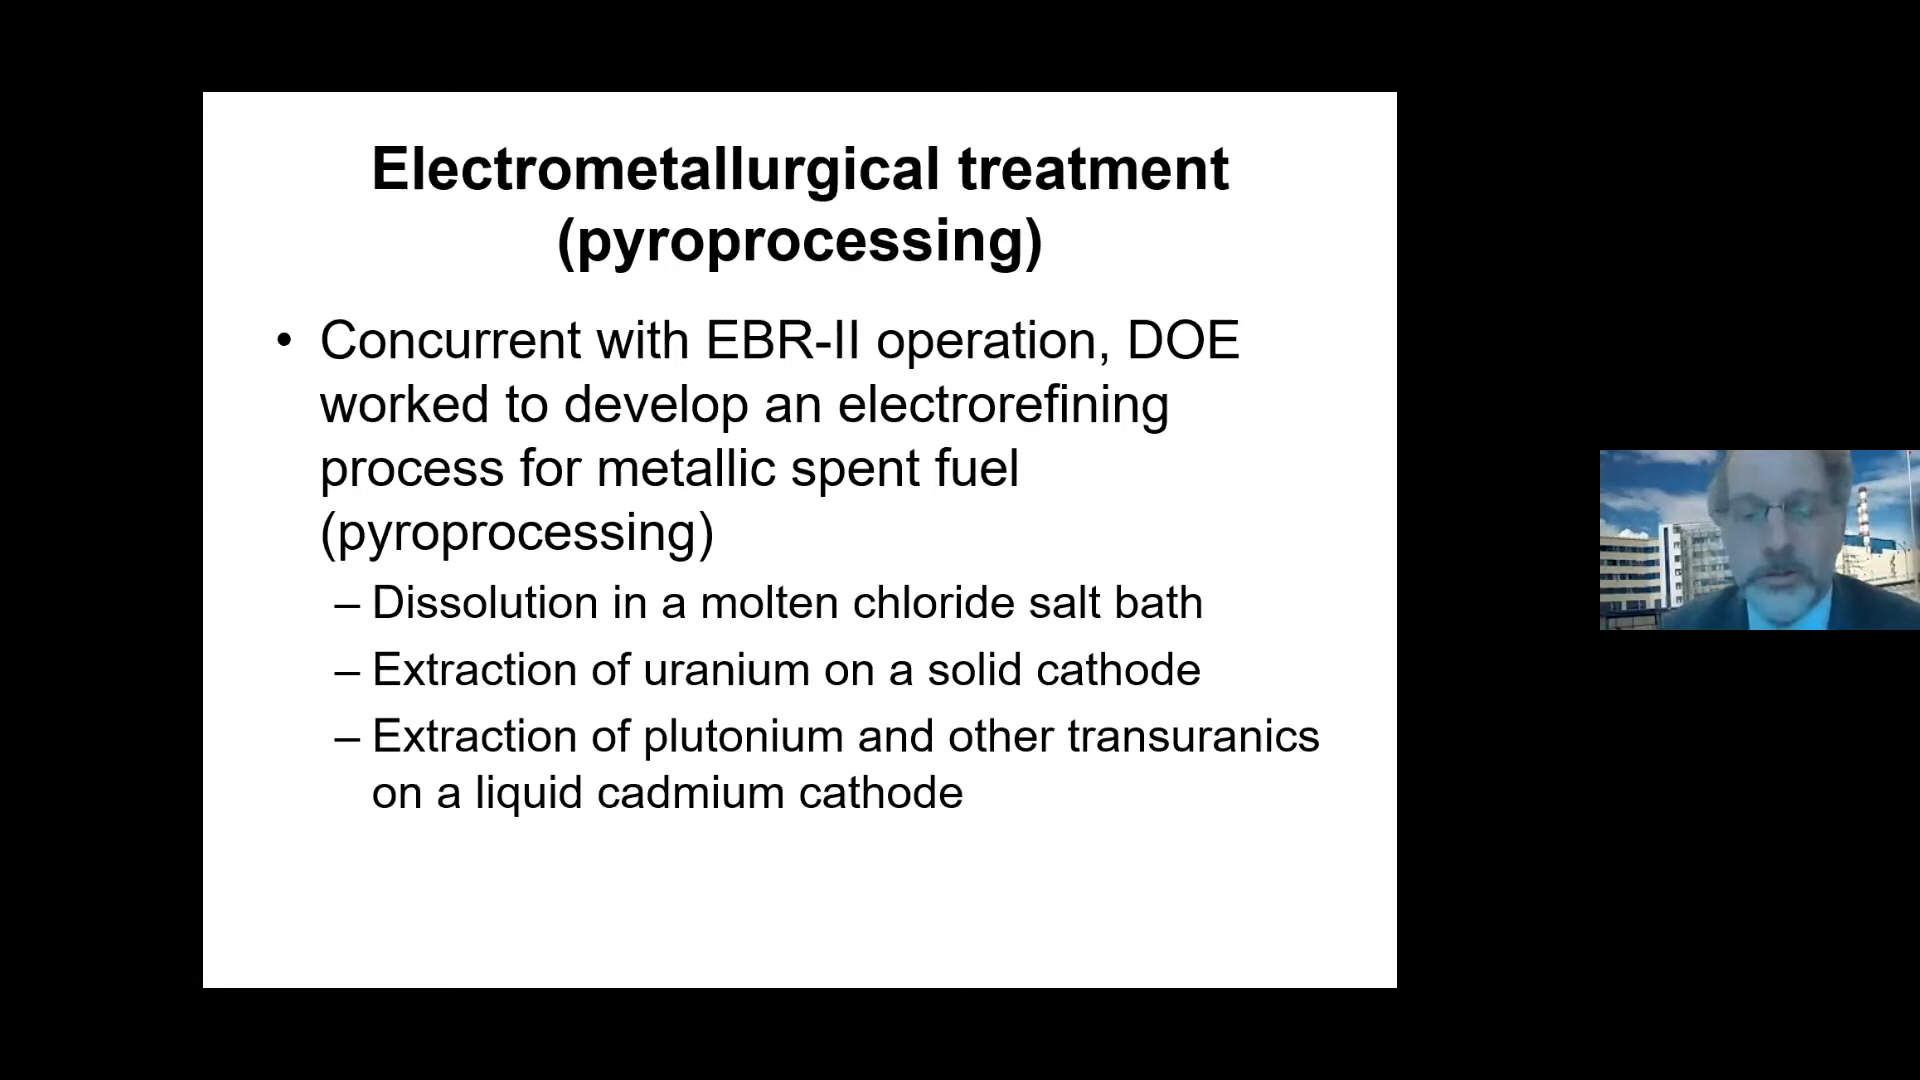 Electrometallurgical treatment
(pyroprocessing)
• Concurrent with EBR-II operation, DOE
worked to develop an electrorefining
process for metallic spent fuel
(pyroprocessing)
– Dissolution in a molten chloride salt bath
– Extraction of uranium on a solid cathode
– Extraction of plutonium and other transuranics
on a liquid cadmium cathode